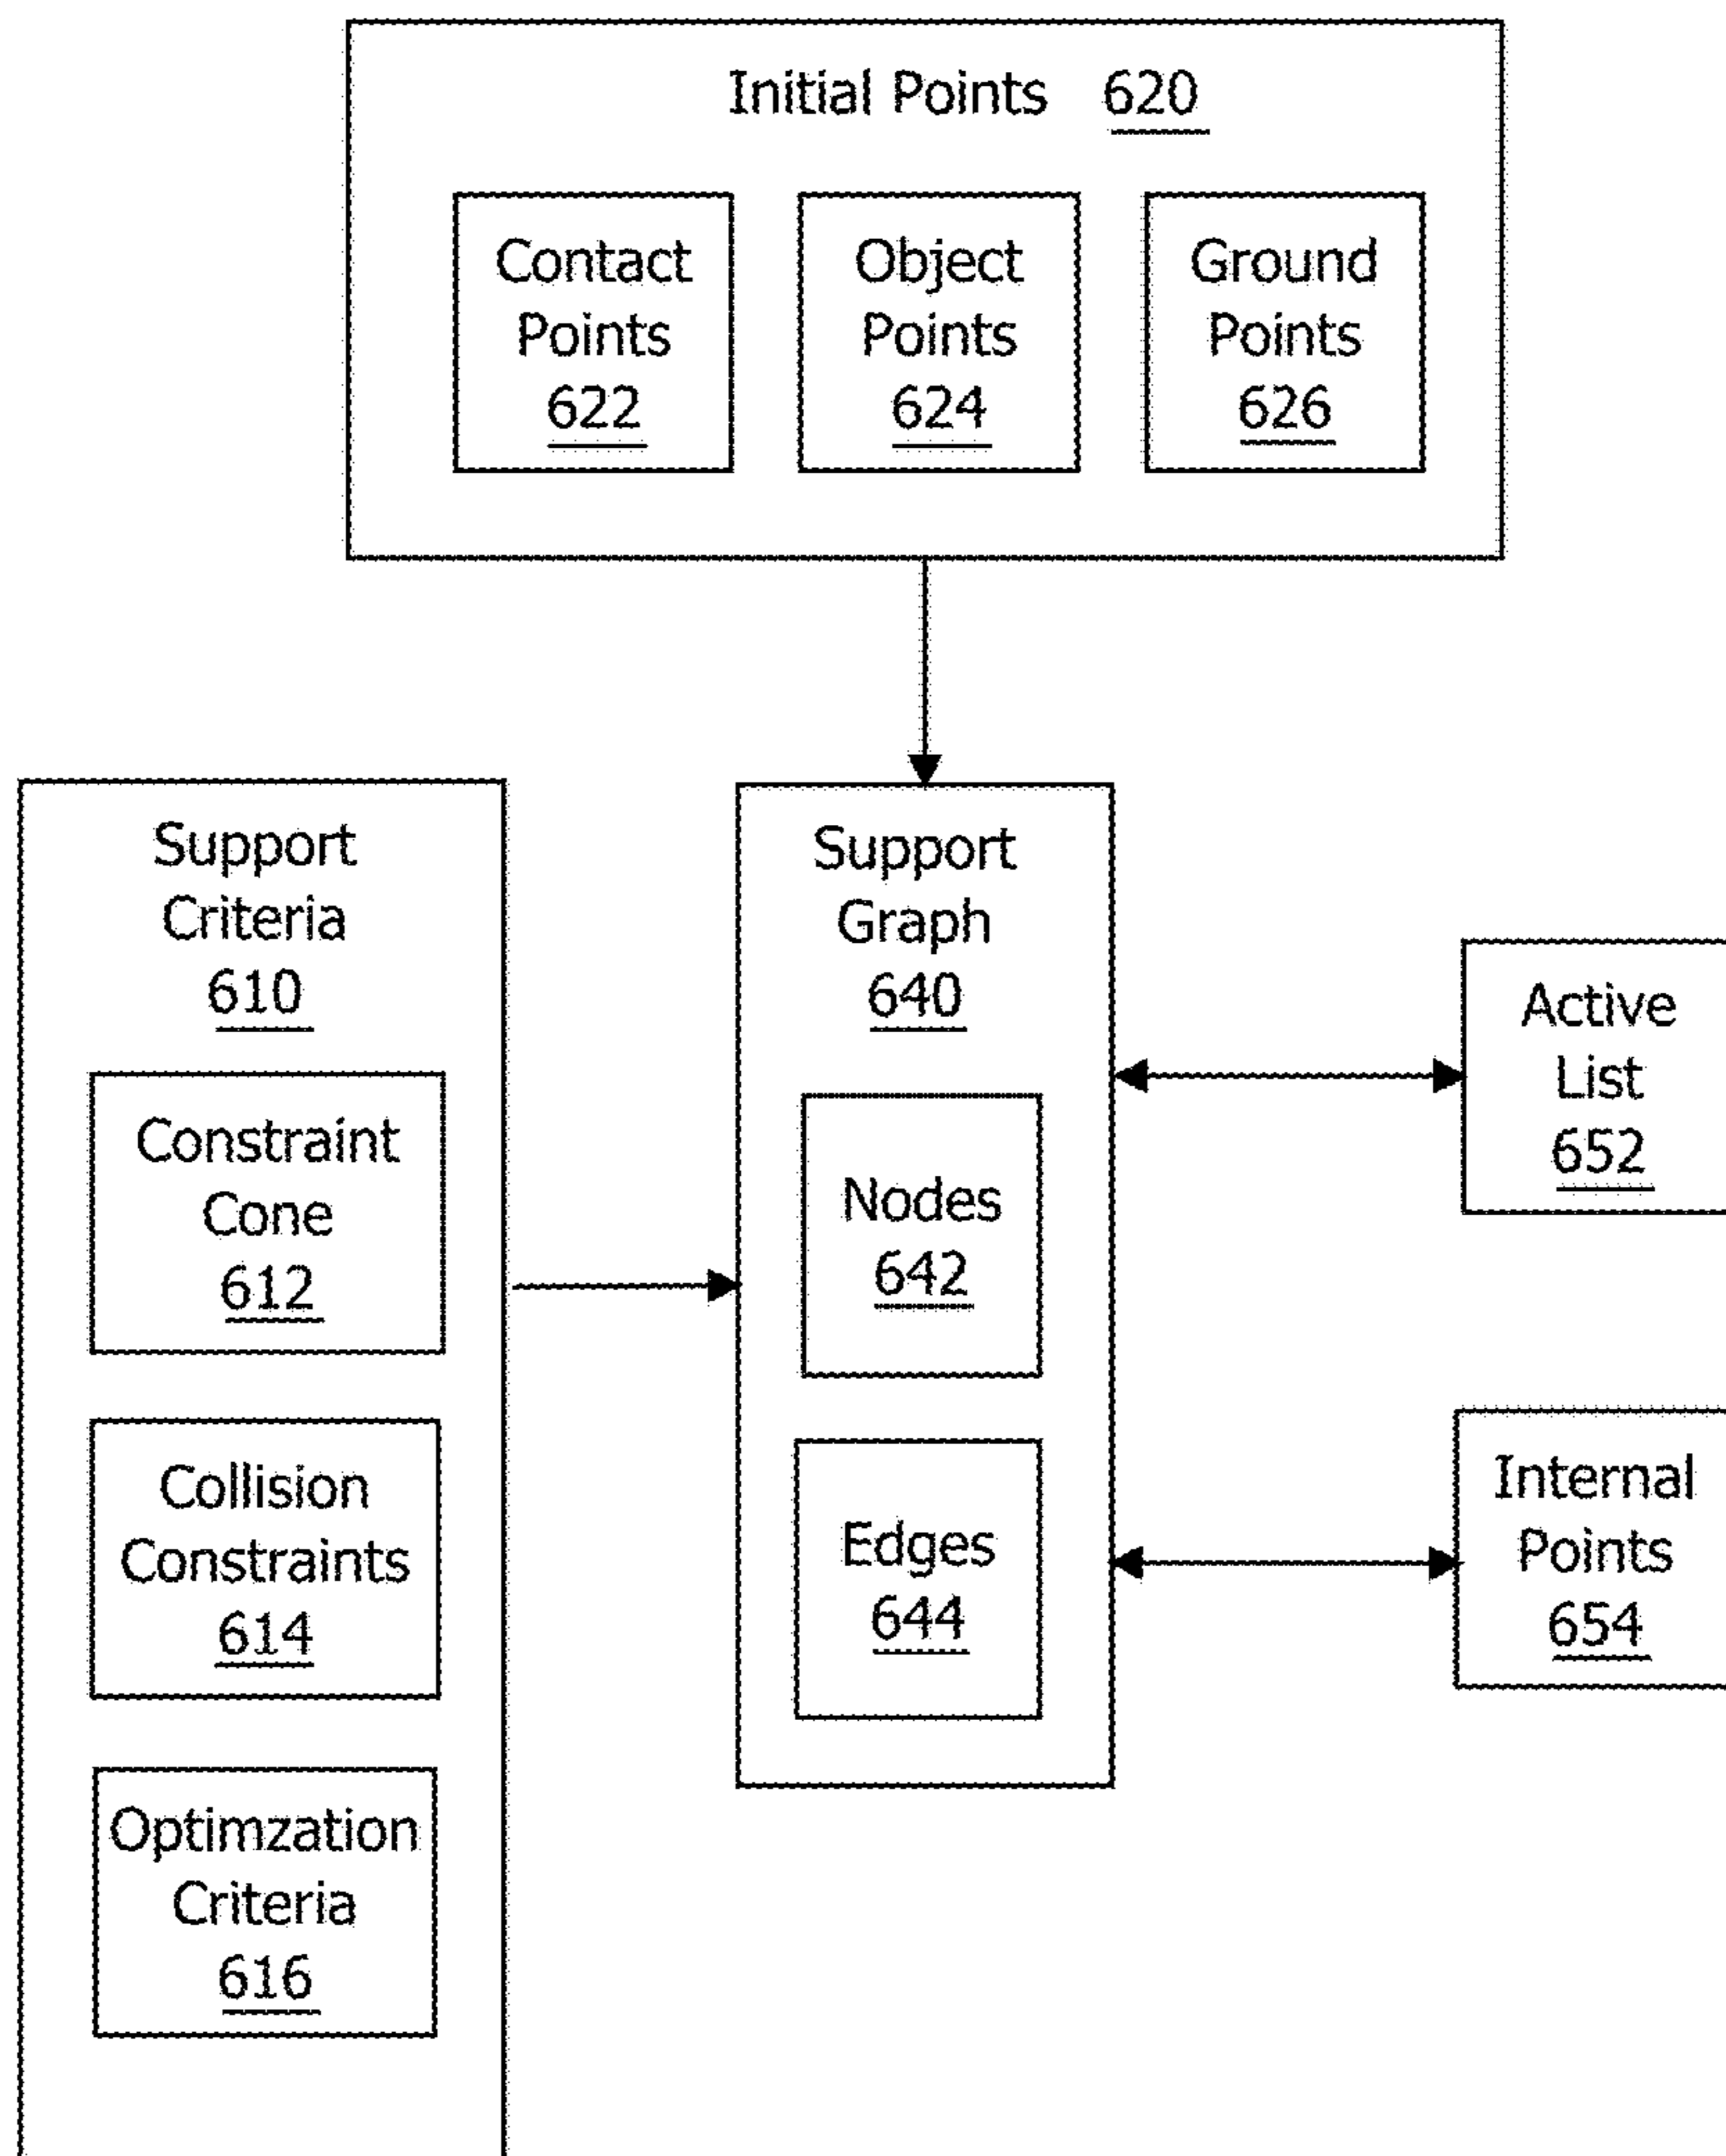 Initial Points 620
Contact
Points
622
Object
Points
624
Ground
Points
626
Support
Criteria
610
Constraint
Cone
612
Collision
Constraints
614
Optimzation
Criteria
616
Support
Graph
640
Nodes
642
Edges
644
Active
List
652
Internal
Points
654